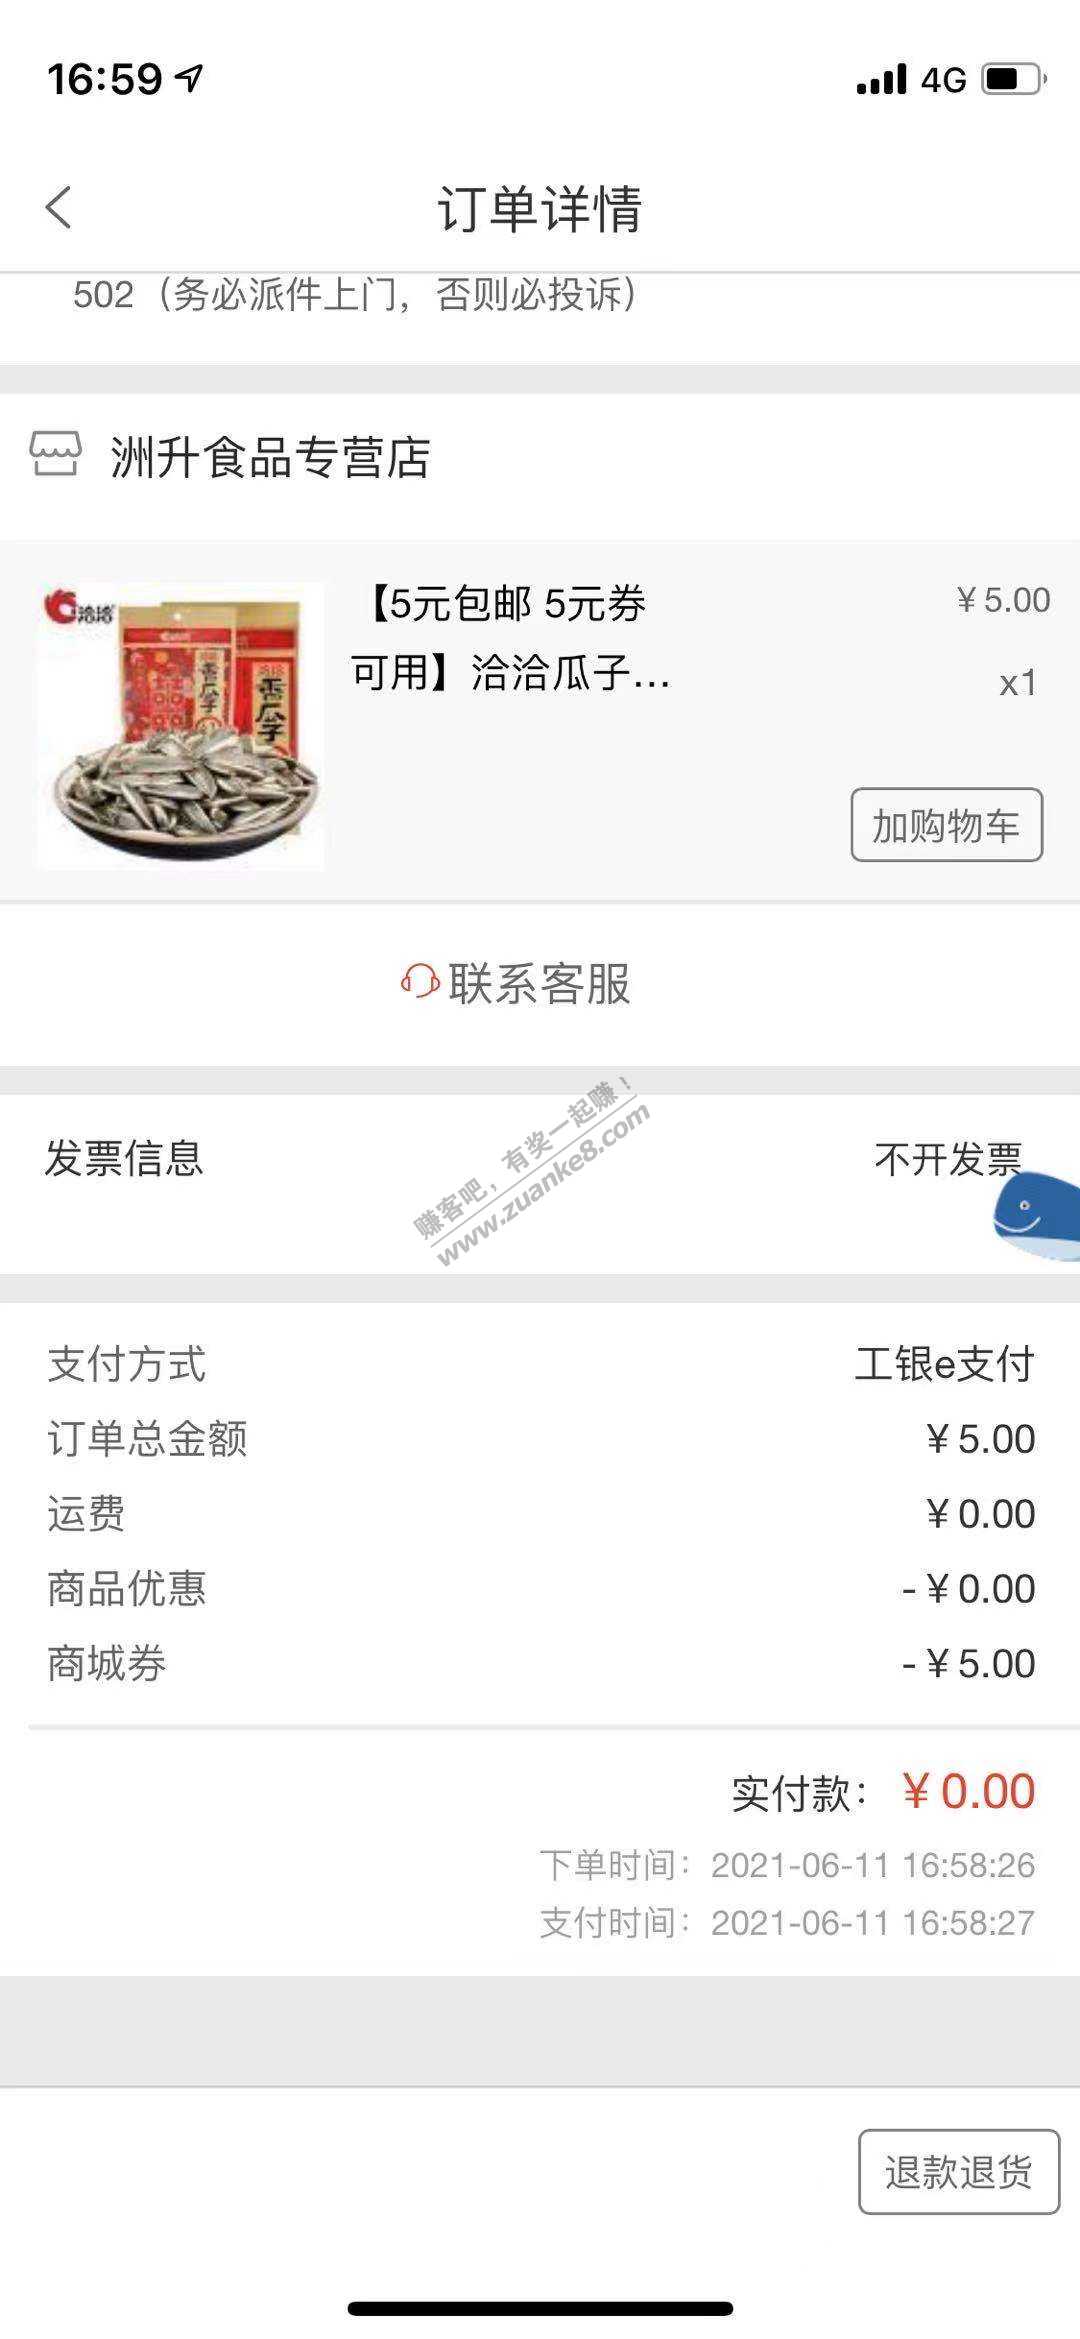 16:59
4G
订单详情
502（务必派件上门，否则必投诉）
洲升食品专营店
洽洽
香瓜子
香瓜子
【5元包邮 5元券
可用】洽洽瓜子...
¥5.00
x1
加购物车
联系客服
发票信息
不开发票
赚客吧，有奖一起赚！
www.zuanke8.com
支付方式
工银e支付
订单总金额
¥5.00
运费
¥0.00
商品优惠
-¥0.00
商城券
-¥5.00
实付款：¥0.00
下单时间：2021-06-11 16:58:26
支付时间：2021-06-11 16:58:27
退款退货